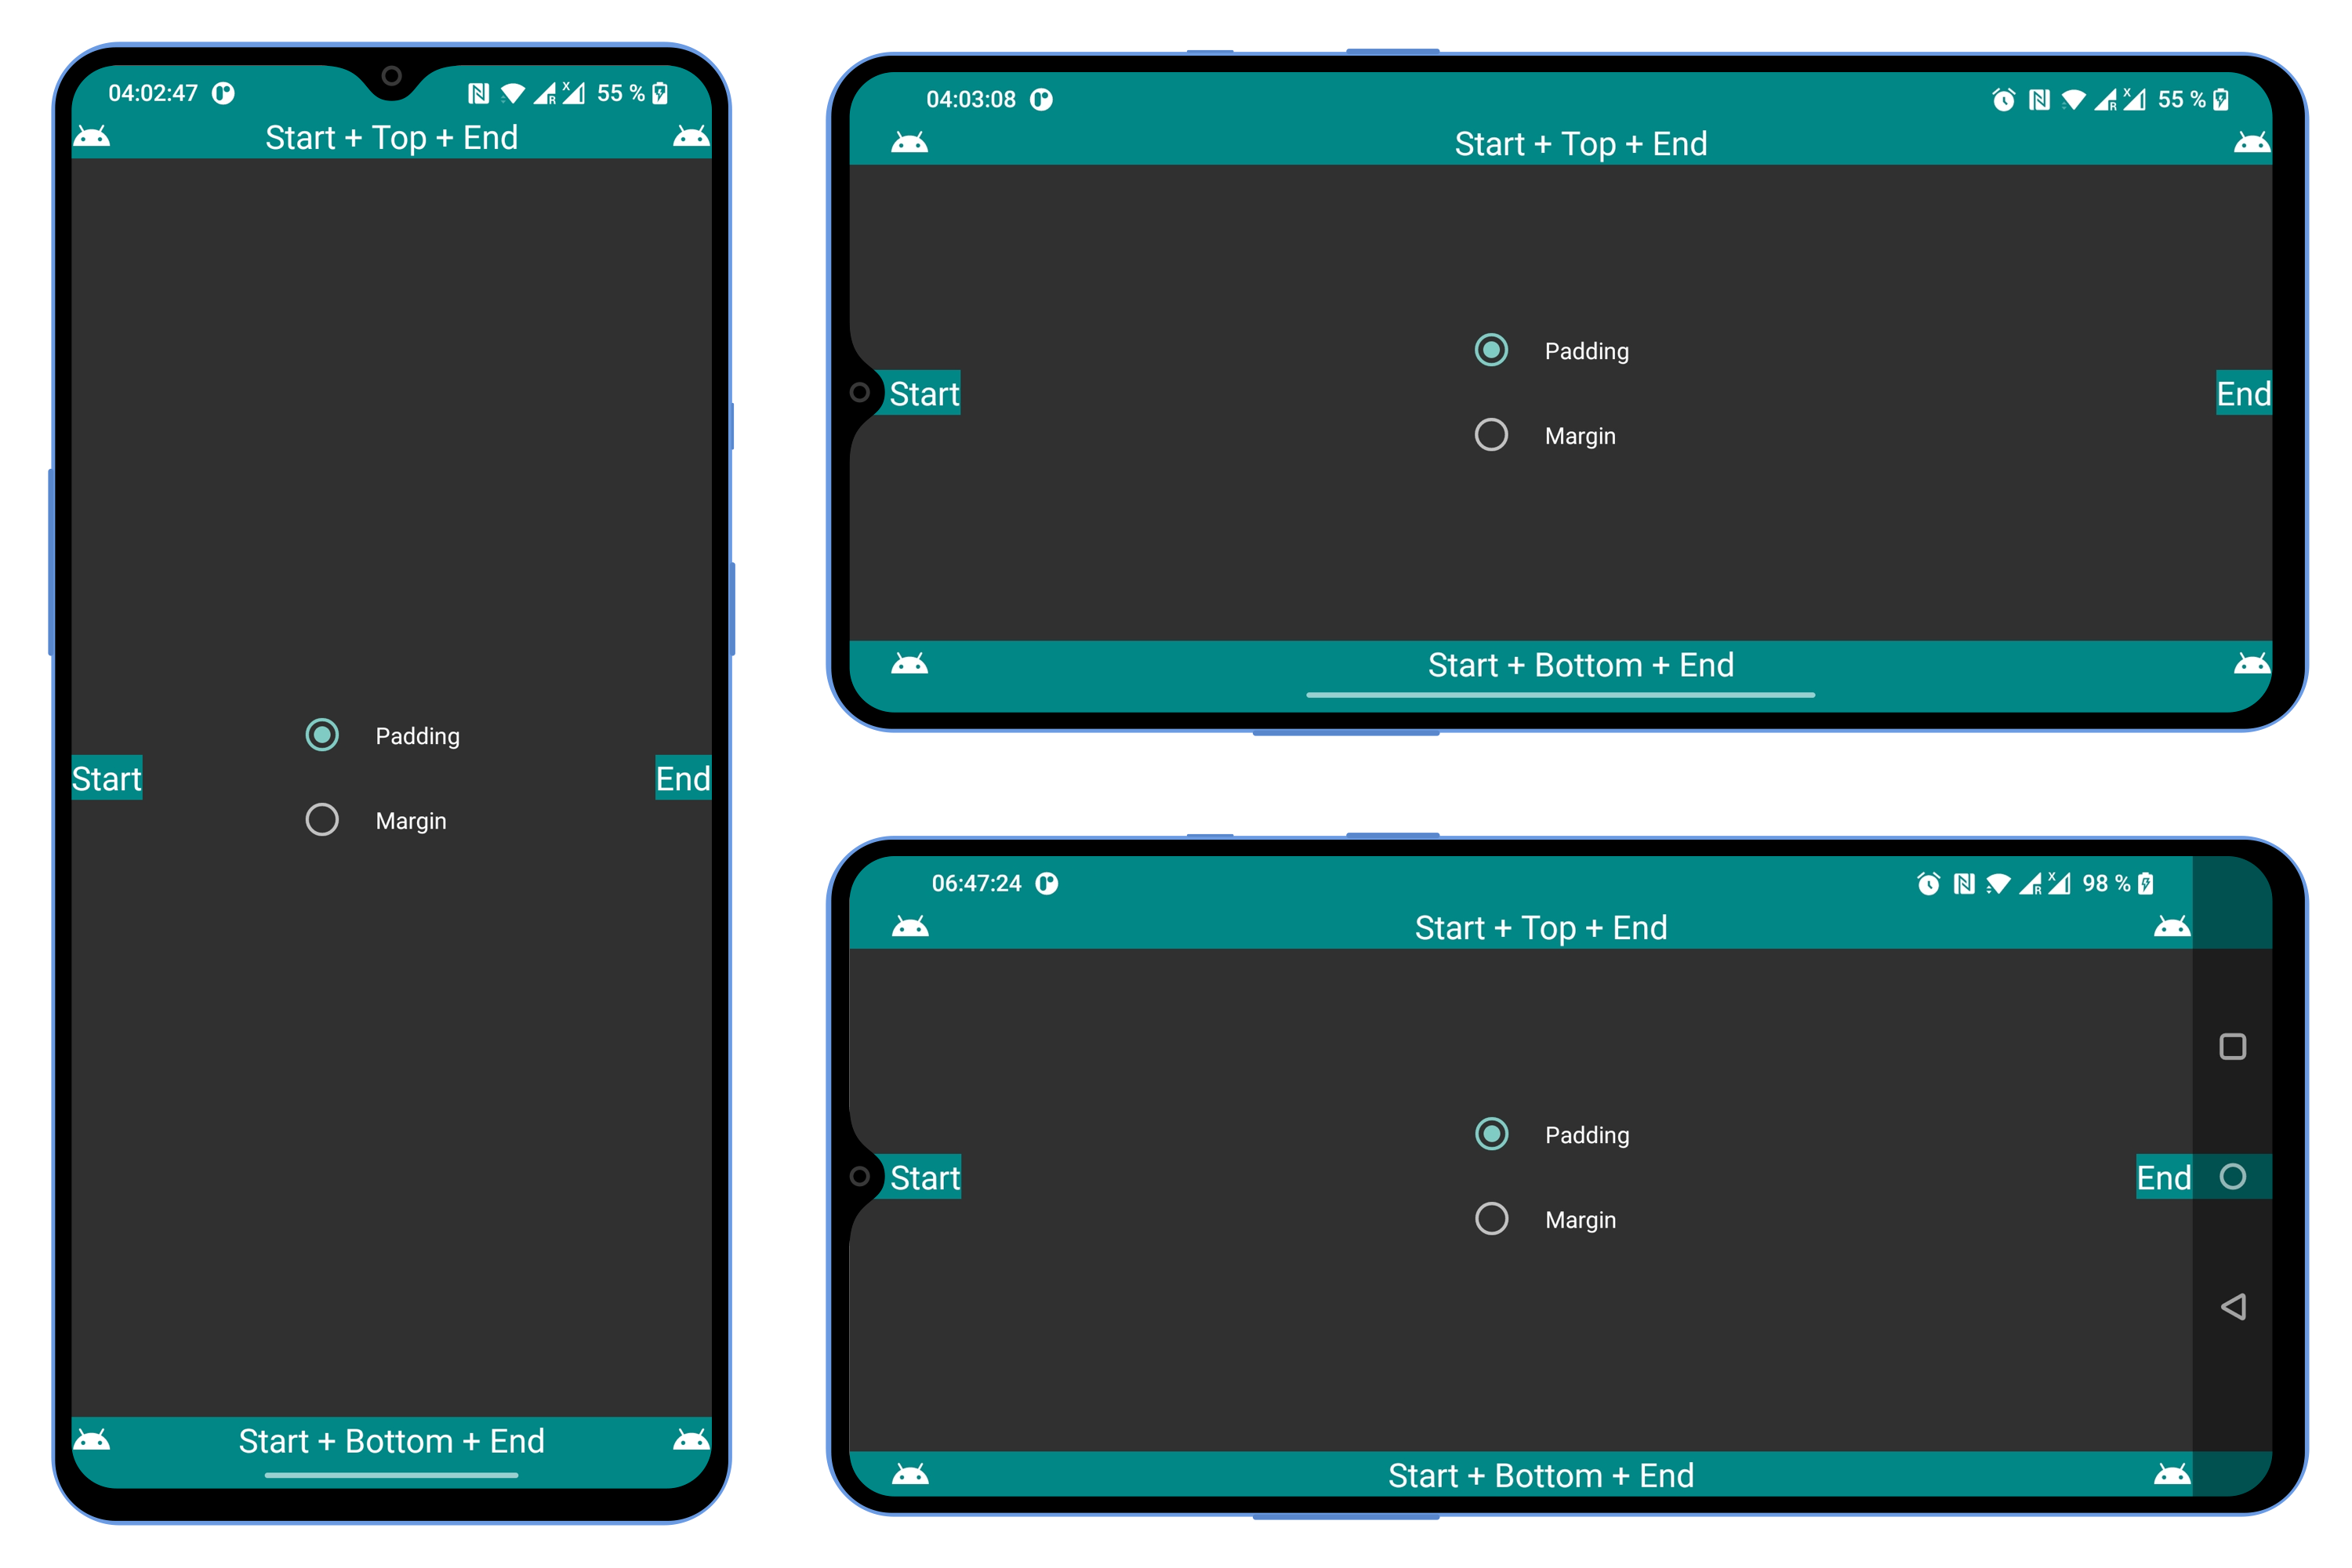 04:02:47 55 %
Start + Top + End
Padding
Start End
Margin
Start + Bottom + End
04:03:08 55 %
Start + Top + End
Padding
Start End
Margin
Start + Bottom + End
06:47:24 98 %
Start + Top + End
Padding
Start End
Margin
Start + Bottom + End